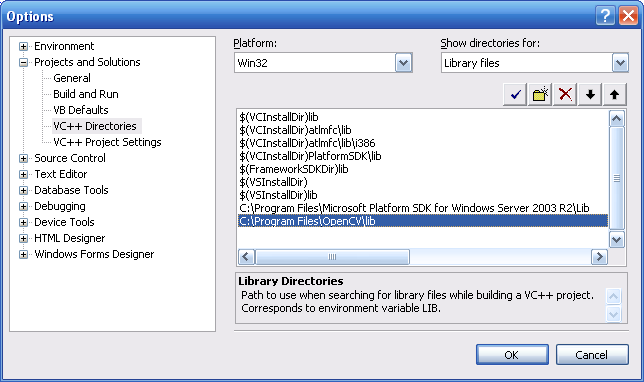 Options
Environment
Projects and Solutions
General
Build and Run
VB Defaults
VC++ Directories
VC++ Project Settings
Source Control
Text Editor
Database Tools
Debugging
Device Tools
HTML Designer
Windows Forms Designer
Platform:
Win32
Show directories for:
Library files
$(VCInstallDir)lib
$(VCInstallDir)atlmfc\lib
$(VCInstallDir)atlmfc\lib\i386
$(VCInstallDir)PlatformSDK\lib
$(FrameworkSDKDir)lib
$(VSInstallDir)
$(VSInstallDir)lib
C:\Program Files\Microsoft Platform SDK for Windows Server 2003 R2\Lib
C:\Program Files\OpenCV\lib
Library Directories
Path to use when searching for library files while building a VC++ project.
Corresponds to environment variable LIB.
OK
Cancel